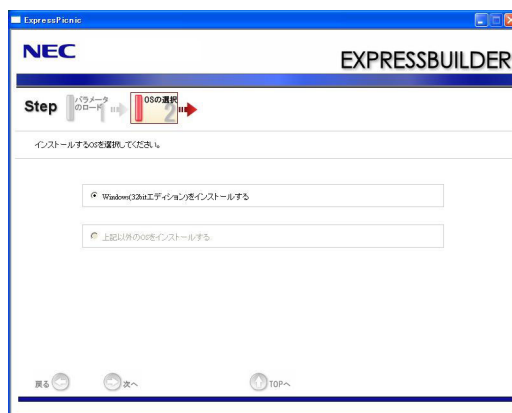 ExpressPicnic
NEC
EXPRESSBUILDER
Step パラメータのロード 1 OSの選択 2
インストールするOSを選択してください。
Windows(32bitエディション)をインストールする
上記以外のOSをインストールする
戻る 次へ TOPへ